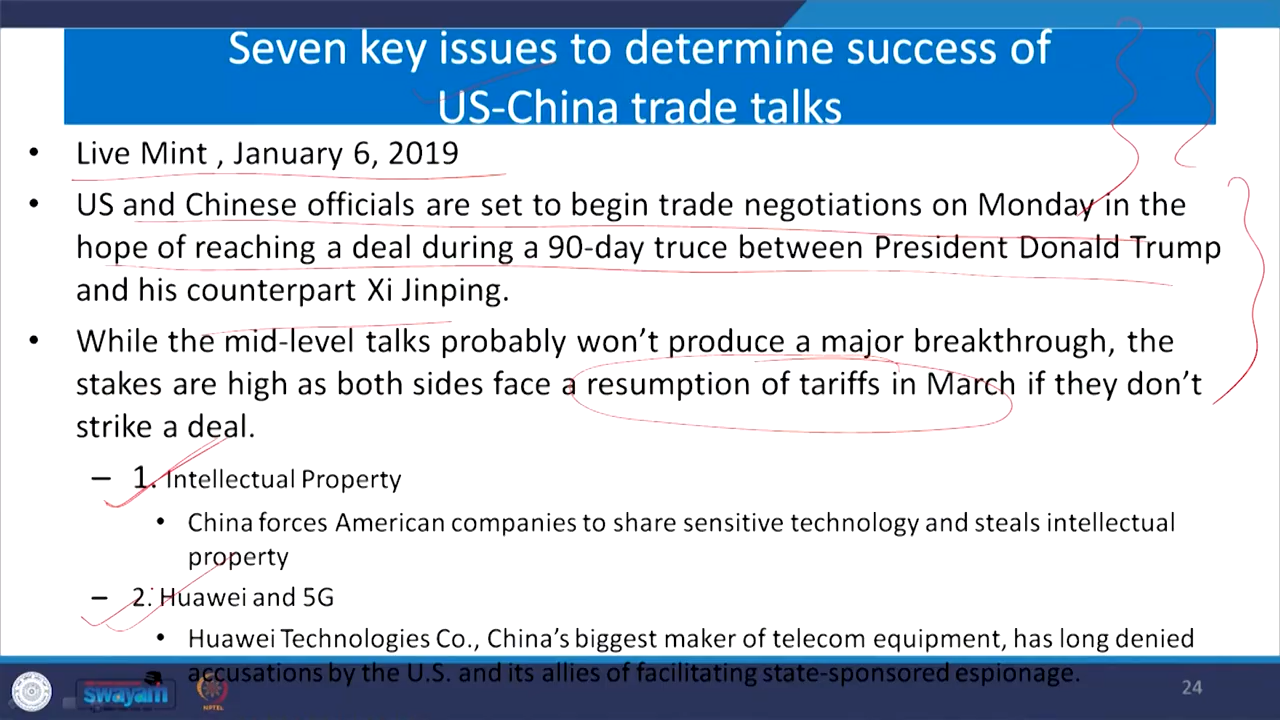 Seven key issues to determine success of
US-China trade talks
• Live Mint , January 6, 2019
• US and Chinese officials are set to begin trade negotiations on Monday in the
hope of reaching a deal during a 90-day truce between President Donald Trump
and his counterpart Xi Jinping.
• While the mid-level talks probably won’t produce a major breakthrough, the
stakes are high as both sides face a resumption of tariffs in March if they don’t
strike a deal.
– 1. Intellectual Property
• China forces American companies to share sensitive technology and steals intellectual
property
– 2. Huawei and 5G
• Huawei Technologies Co., China’s biggest maker of telecom equipment, has long denied
accusations by the U.S. and its allies of facilitating state-sponsored espionage.
swayam
NPTEL
24